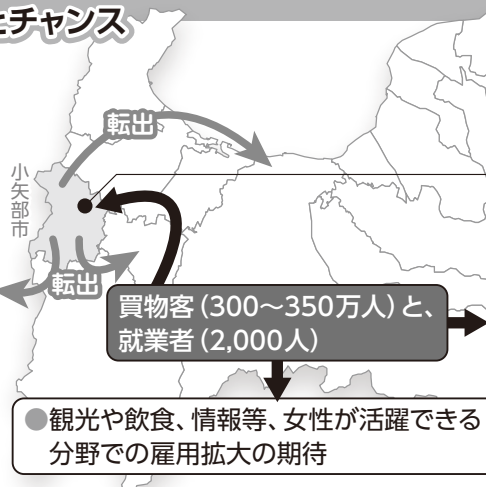 とチャンス
転出
小矢部市
転出
買物客（300〜350万人）と、
就業者（2,000人）
●観光や飲食、情報等、女性が活躍できる
分野での雇用拡大の期待